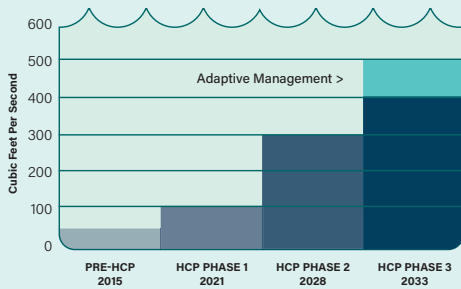 600
500
400
300
200
100
0
Cubic Feet Per Second
Adaptive Management >
PRE-HCP
2015
HCP PHASE 1
2021
HCP PHASE 2
2028
HCP PHASE 3
2033